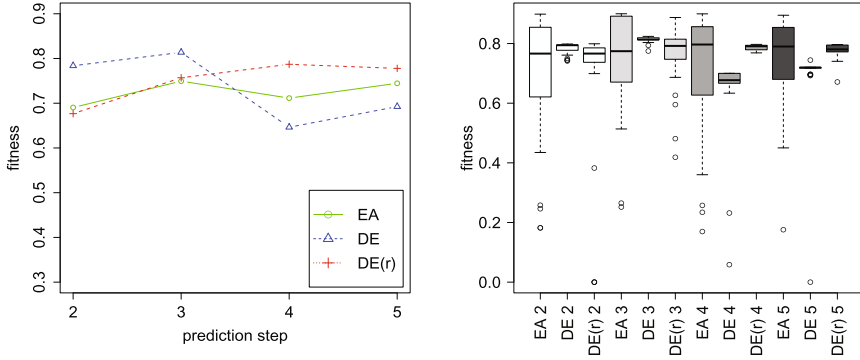 fitness
0.9
0.8
0.7
0.6
0.5
0.4
0.3
2
3
4
5
prediction step
EA
DE
DE(r)
fitness
0.8
0.6
0.4
0.2
0.0
EA 2
DE 2
DE(r) 2
EA 3
DE 3
DE(r) 3
EA 4
DE 4
DE(r) 4
EA 5
DE 5
DE(r) 5